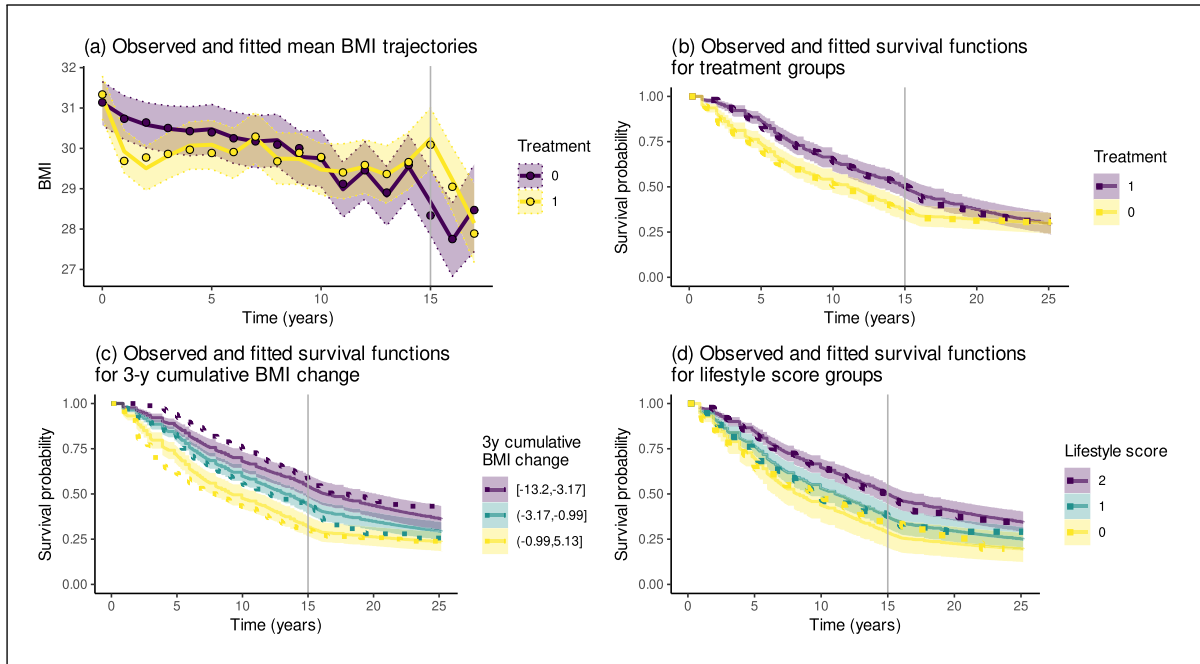 (a) Observed and fitted mean BMI trajectories
32
31
30
29
28
27
BMI
0
5
10
15
Time (years)
Treatment
0
1
(b) Observed and fitted survival functions
for treatment groups
1.00
0.75
0.50
0.25
0.00
Survival probability
0
5
10
15
20
25
Time (years)
Treatment
1
0
(c) Observed and fitted survival functions
for 3-y cumulative BMI change
1.00
0.75
0.50
0.25
0.00
Survival probability
0
5
10
15
20
25
Time (years)
3y cumulative
BMI change
[-13.2,-3.17]
(-3.17,-0.99]
(-0.99,5.13]
(d) Observed and fitted survival functions
for lifestyle score groups
1.00
0.75
0.50
0.25
0.00
Survival probability
0
5
10
15
20
25
Time (years)
Lifestyle score
2
1
0